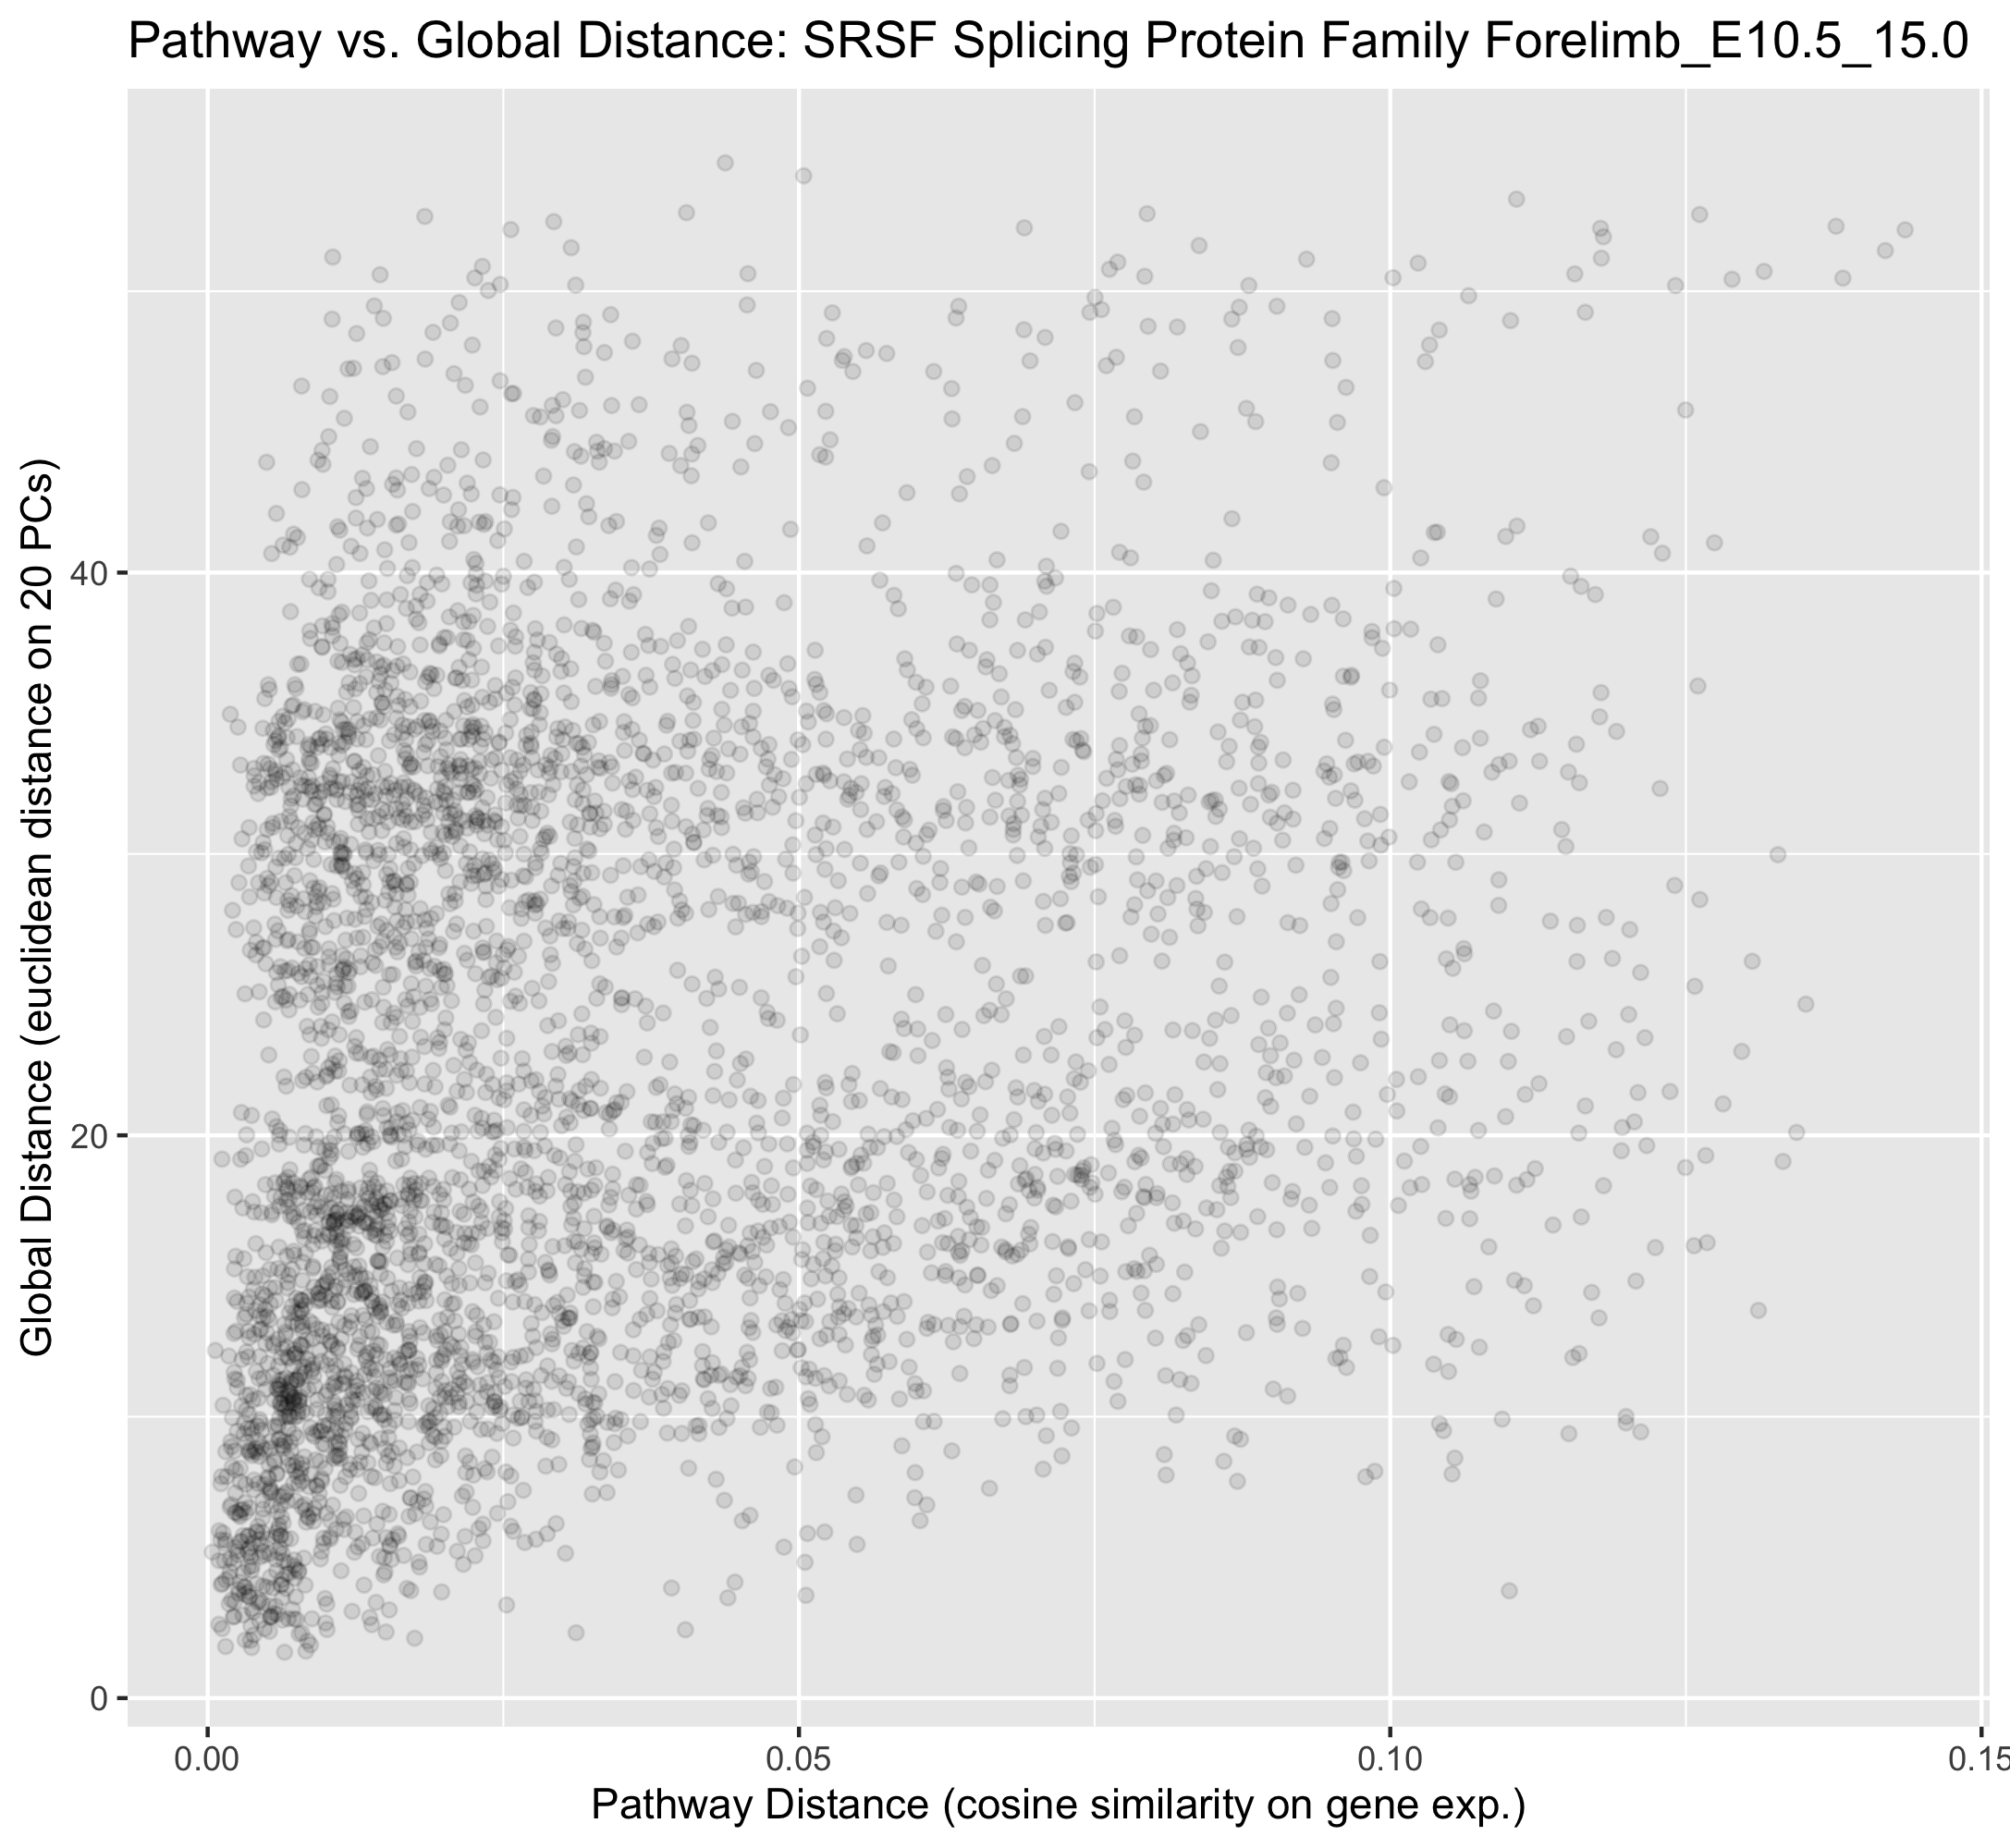 Pathway vs. Global Distance: SRSF Splicing Protein Family Forelimb_E10.5_15.0
Global Distance (euclidean distance on 20 PCs)
40
20
0
0.00
0.05
0.10
0.15
Pathway Distance (cosine similarity on gene exp.)